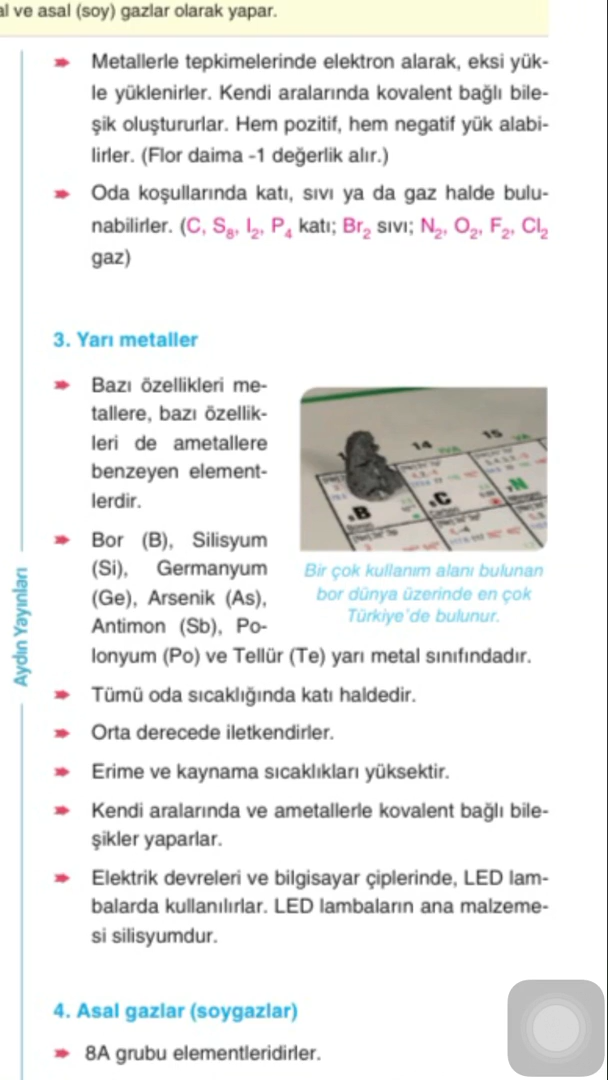 al ve asal (soy) gazlar olarak yapar.
Metallerle tepkimelerinde elektron alarak, eksi yük-
le yüklenirler. Kendi aralarında kovalent bağlı bile-
şik oluştururlar. Hem pozitif, hem negatif yük alabi-
lirler. (Flor daima -1 değerlik alır.)
Oda koşullarında katı, sıvı ya da gaz halde bulu-
nabilirler. (C, S₈, I₂, P₄ katı; Br₂ sıvı; N₂, O₂, F₂, Cl₂
gaz)
3. Yarı metaller
Bazı özellikleri me-
tallere, bazı özellik-
leri de ametallere
benzeyen element-
lerdir.
Bor (B), Silisyum
(Si), Germanyum
(Ge), Arsenik (As),
Antimon (Sb), Po-
lonyum (Po) ve Tellür (Te) yarı metal sınıfındadır.
14
15
B
C
N
Bir çok kullanım alanı bulunan
bor dünya üzerinde en çok
Türkiye'de bulunur.
Tümü oda sıcaklığında katı haldedir.
Orta derecede iletkendirler.
Erime ve kaynama sıcaklıkları yüksektir.
Kendi aralarında ve ametallerle kovalent bağlı bile-
şikler yaparlar.
Elektrik devreleri ve bilgisayar çiplerinde, LED lam-
balarda kullanılırlar. LED lambaların ana malzeme-
si silisyumdur.
4. Asal gazlar (soygazlar)
8A grubu elementleridirler.
Aydın Yayınları